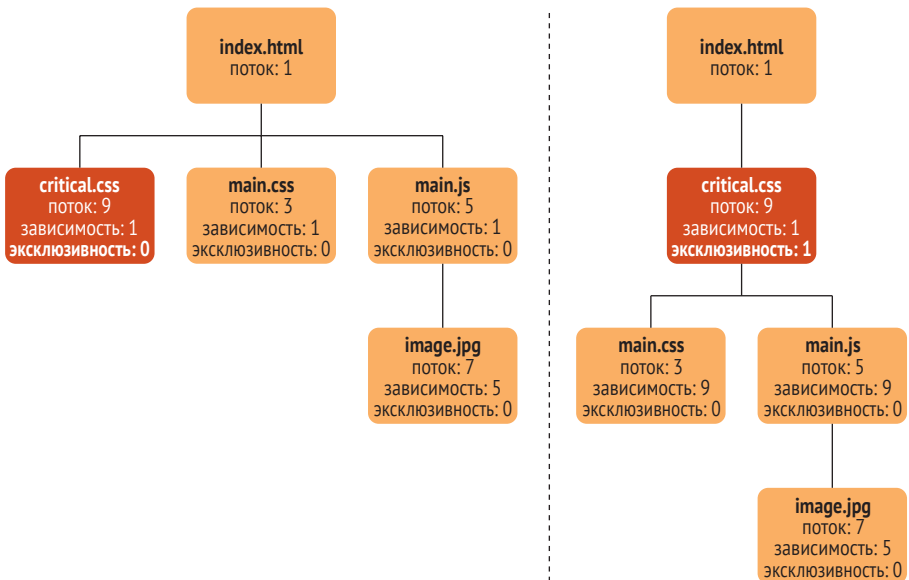 index.html
поток: 1
critical.css
поток: 9
зависимость: 1
эксклюзивность: 0
main.css
поток: 3
зависимость: 1
эксклюзивность: 0
main.js
поток: 5
зависимость: 1
эксклюзивность: 0
image.jpg
поток: 7
зависимость: 5
эксклюзивность: 0
index.html
поток: 1
critical.css
поток: 9
зависимость: 1
эксклюзивность: 1
main.css
поток: 3
зависимость: 9
эксклюзивность: 0
main.js
поток: 5
зависимость: 9
эксклюзивность: 0
image.jpg
поток: 7
зависимость: 5
эксклюзивность: 0